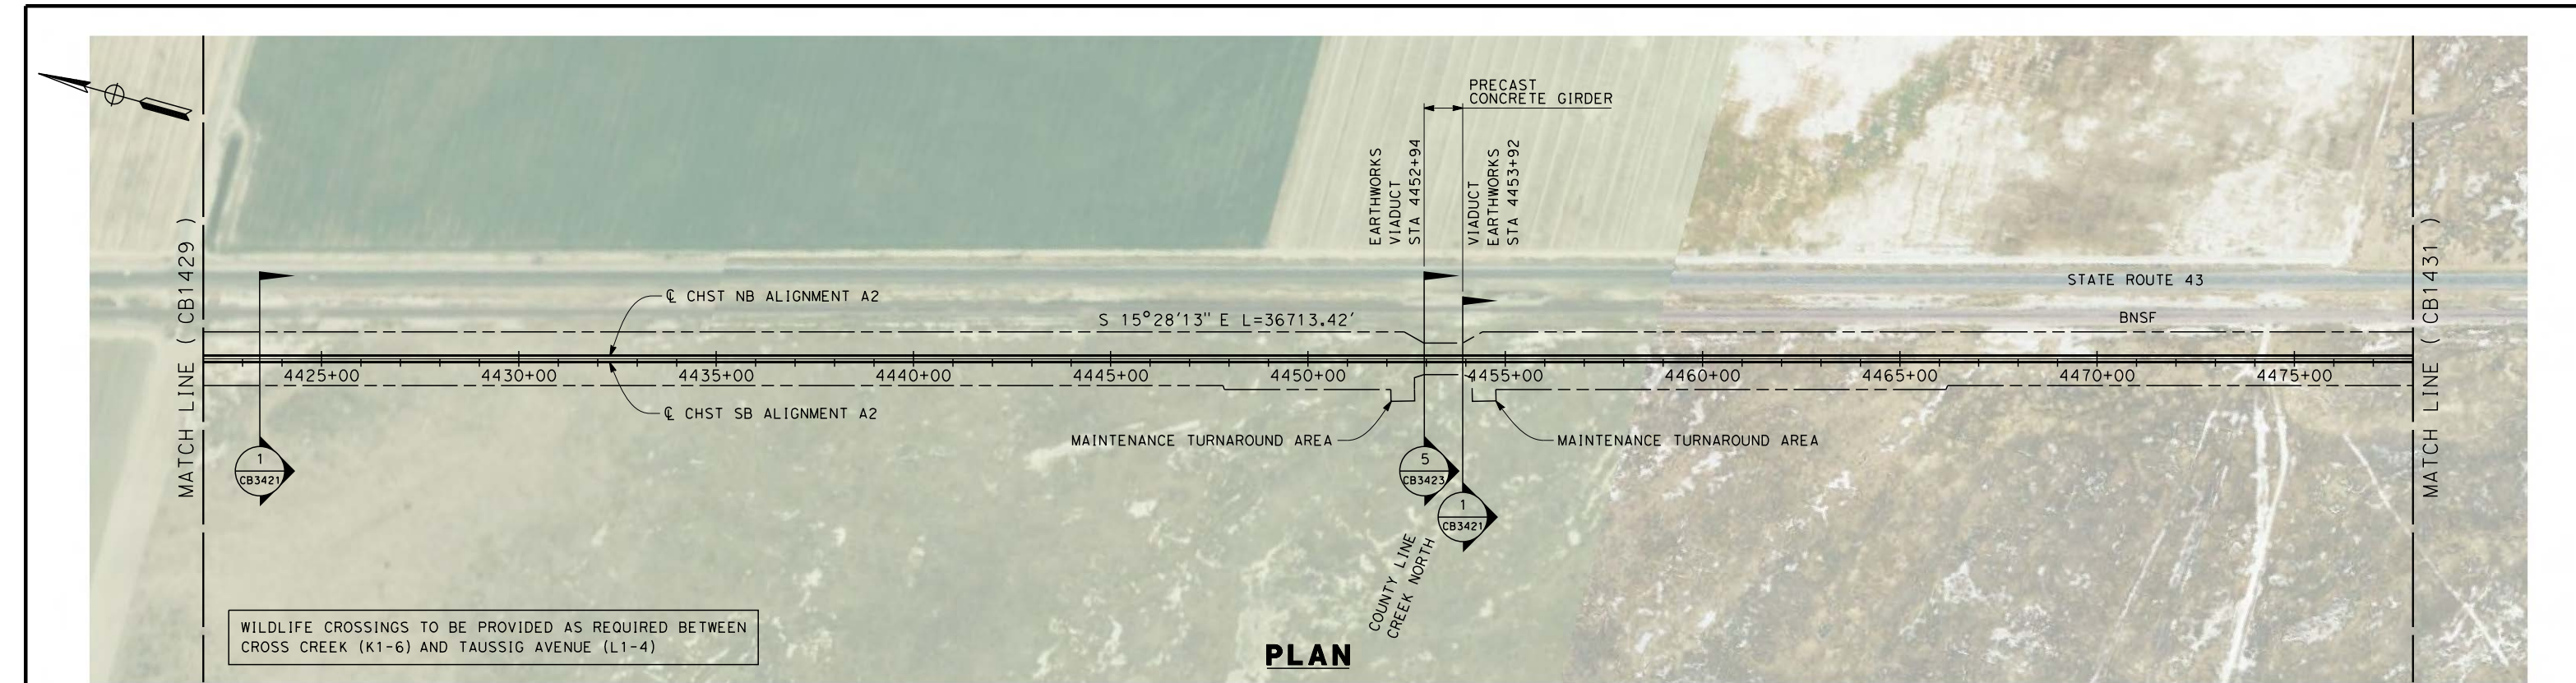 PRECAST
CONCRETE GIRDER
EARTHWORKS
VIADUCT
STA 4452+94
VIADUCT
EARTHWORKS
STA 4453+92
MATCH LINE ( CB1429 )
STATE ROUTE 43
BNSF
MATCH LINE ( CB1431 )
℄ CHST NB ALIGNMENT A2
S 15°28'13" E L=36713.42'
4425+00 4430+00 4435+00 4440+00 4445+00 4450+00 4455+00 4460+00 4465+00 4470+00 4475+00
℄ CHST SB ALIGNMENT A2
MAINTENANCE TURNAROUND AREA
MAINTENANCE TURNAROUND AREA
1
CB3421
5
CB3423
1
CB3421
COUNTY LINE
CREEK NORTH
WILDLIFE CROSSINGS TO BE PROVIDED AS REQUIRED BETWEEN
CROSS CREEK (K1-6) AND TAUSSIG AVENUE (L1-4)
PLAN